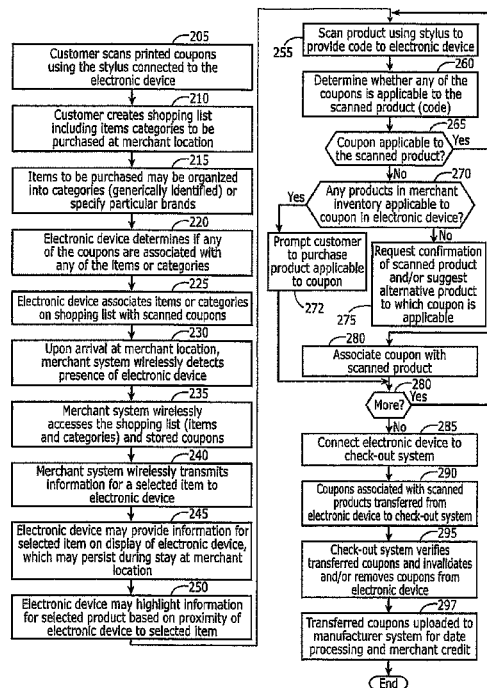 205
Customer scans printed coupons
using the stylus connected to the
electronic device
210
Customer creates shopping list
including items categories to be
purchased at merchant location
215
Items to be purchased may be organized
into categories (generically identified) or
specify particular brands
220
Electronic device determines if any
of the coupons are associated with
any of the items or categories
225
Electronic device associates items or categories
on shopping list with scanned coupons
230
Upon arrival at merchant location,
merchant system wirelessly detects
presence of electronic device
235
Merchant system wirelessly
accesses the shopping list (items
and categories) and stored coupons
240
Merchant system wirelessly transmits
information for a selected item to
electronic device
245
Electronic device may provide information for
selected item on display of electronic device,
which may persist during stay at merchant
location
250
Electronic device may highlight information
for selected product based on proximity of
electronic device to selected item
Scan product using stylus to
provide code to electronic device
255
260
Determine whether any of the
coupons is applicable to the
scanned product (code)
265
Coupon applicable
to the scanned product?
Yes
No
270
Any products in merchant
inventory applicable to
coupon in electronic device?
Yes
No
Prompt customer
to purchase
product applicable
to coupon
272
Request confirmation
of scanned product
and/or suggest
alternative product
to which coupon is
applicable
275
280
Associate coupon with
scanned product
280
More?
Yes
No
285
Connect electronic device
to check-out system
290
Coupons associated with scanned
products transferred from
electronic device to check-out system
295
Check-out system verifies
transferred coupons and invalidates
and/or removes coupons from
electronic device
297
Transferred coupons uploaded to
manufacturer system for date
processing and merchant credit
End